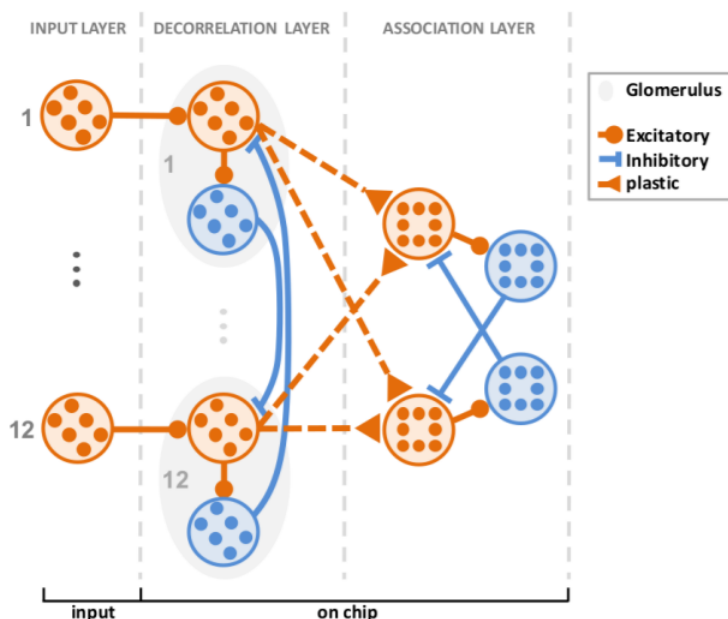 INPUT LAYER DECORRELATION LAYER ASSOCIATION LAYER
Glomerulus
Excitatory
Inhibitory
plastic
1
1
12
12
input on chip